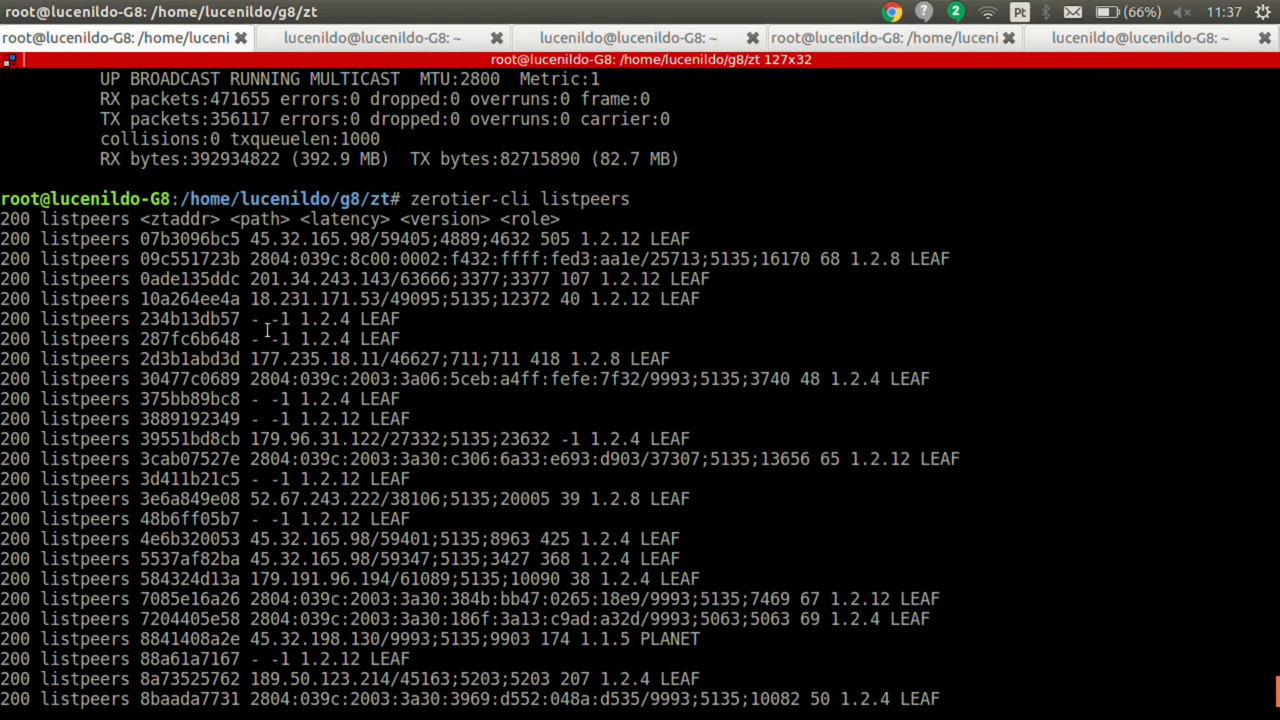 root@lucenildo-G8: /home/lucenildo/g8/zt
? 2 Pt (66%) 11:37
root@lucenildo-G8: /home/luceni lucenildo@lucenildo-G8: ~ lucenildo@lucenildo-G8: ~ root@lucenildo-G8: /home/luceni lucenildo@lucenildo-G8: ~
root@lucenildo-G8: /home/lucenildo/g8/zt 127x32
UP BROADCAST RUNNING MULTICAST  MTU:2800  Metric:1
RX packets:471655 errors:0 dropped:0 overruns:0 frame:0
TX packets:356117 errors:0 dropped:0 overruns:0 carrier:0
collisions:0 txqueuelen:1000
RX bytes:392934822 (392.9 MB)  TX bytes:82715890 (82.7 MB)
root@lucenildo-G8:/home/lucenildo/g8/zt# zerotier-cli listpeers
200 listpeers <ztaddr> <path> <latency> <version> <role>
200 listpeers 07b3096bc5 45.32.165.98/59405;4889;4632 505 1.2.12 LEAF
200 listpeers 09c551723b 2804:039c:8c00:0002:f432:ffff:fed3:aa1e/25713;5135;16170 68 1.2.8 LEAF
200 listpeers 0ade135ddc 201.34.243.143/63666;3377;3377 107 1.2.12 LEAF
200 listpeers 10a264ee4a 18.231.171.53/49095;5135;12372 40 1.2.12 LEAF
200 listpeers 234b13db57 - -1 1.2.4 LEAF
200 listpeers 287fc6b648 - -1 1.2.4 LEAF
200 listpeers 2d3b1abd3d 177.235.18.11/46627;711;711 418 1.2.8 LEAF
200 listpeers 30477c0689 2804:039c:2003:3a06:5ceb:a4ff:fefe:7f32/9993;5135;3740 48 1.2.4 LEAF
200 listpeers 375bb89bc8 - -1 1.2.4 LEAF
200 listpeers 3889192349 - -1 1.2.12 LEAF
200 listpeers 39551bd8cb 179.96.31.122/27332;5135;23632 -1 1.2.4 LEAF
200 listpeers 3cab07527e 2804:039c:2003:3a30:c306:6a33:e693:d903/37307;5135;13656 65 1.2.12 LEAF
200 listpeers 3d411b21c5 - -1 1.2.12 LEAF
200 listpeers 3e6a849e08 52.67.243.222/38106;5135;20005 39 1.2.8 LEAF
200 listpeers 48b6ff05b7 - -1 1.2.12 LEAF
200 listpeers 4e6b320053 45.32.165.98/59401;5135;8963 425 1.2.4 LEAF
200 listpeers 5537af82ba 45.32.165.98/59347;5135;3427 368 1.2.4 LEAF
200 listpeers 584324d13a 179.191.96.194/61089;5135;10090 38 1.2.4 LEAF
200 listpeers 7085e16a26 2804:039c:2003:3a30:384b:bb47:0265:18e9/9993;5135;7469 67 1.2.12 LEAF
200 listpeers 7204405e58 2804:039c:2003:3a30:186f:3a13:c9ad:a32d/9993;5063;5063 69 1.2.4 LEAF
200 listpeers 8841408a2e 45.32.198.130/9993;5135;9903 174 1.1.5 PLANET
200 listpeers 88a61a7167 - -1 1.2.12 LEAF
200 listpeers 8a73525762 189.50.123.214/45163;5203;5203 207 1.2.4 LEAF
200 listpeers 8baada7731 2804:039c:2003:3a30:3969:d552:048a:d535/9993;5135;10082 50 1.2.4 LEAF